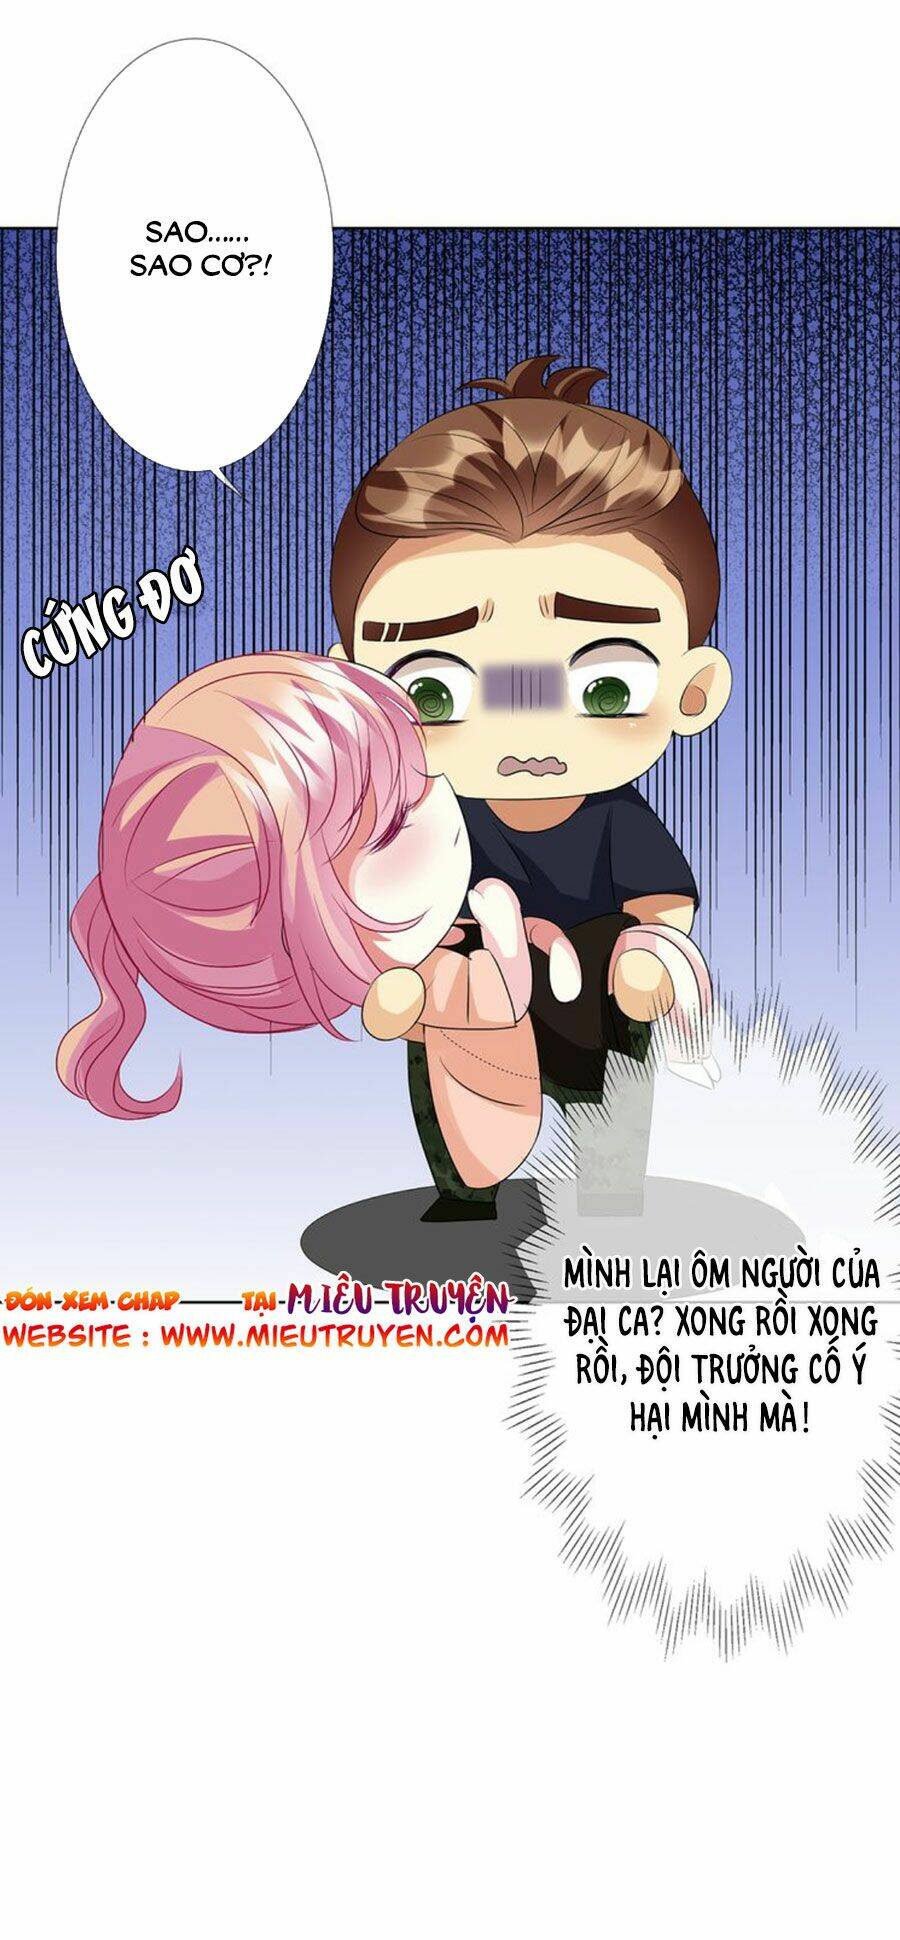 SAO......
SAO CƠ?!
CỨNG ĐƠ
ĐÓN XEM CHAP TẠI MIÊU TRUYỆN
WEBSITE : WWW.MIEUTRUYEN.COM
MÌNH LẠI ÔM NGƯỜI CỦA
ĐẠI CA? XONG RỒI XONG
RỒI, ĐỘI TRƯỞNG CỐ Ý
HẠI MÌNH MÀ!